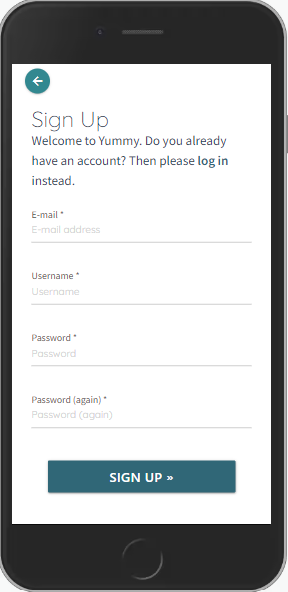 Sign Up
Welcome to Yummy. Do you already
have an account? Then please log in
instead.
E-mail *
E-mail address
Username *
Username
Password *
Password
Password (again) *
Password (again)
SIGN UP »